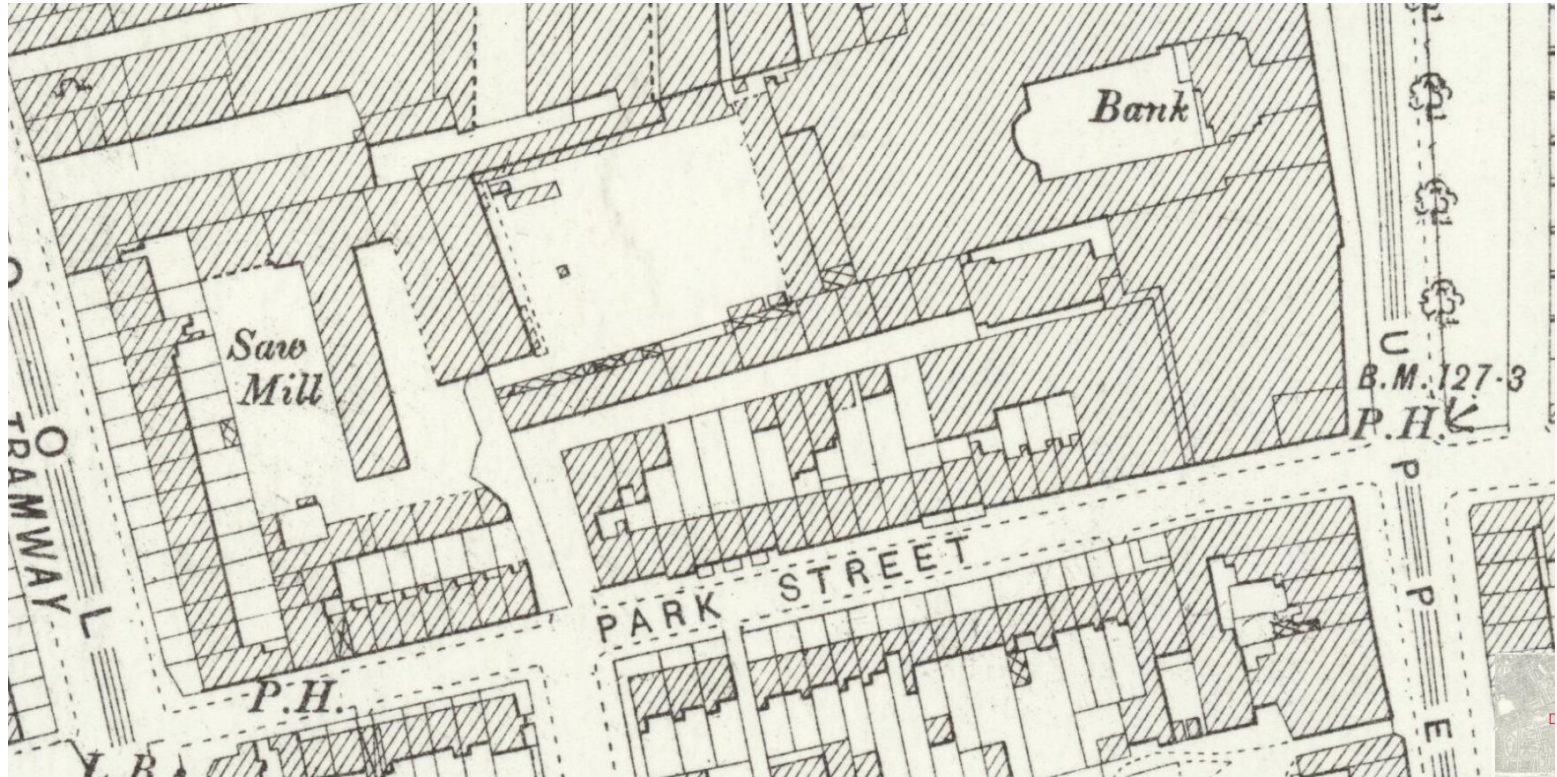 Bank
Saw
Mill
U
B.M. 127·3
P.H.
P
P
E
O
O
L
TRAMWAY
PARK STREET
P.H.
L.B.